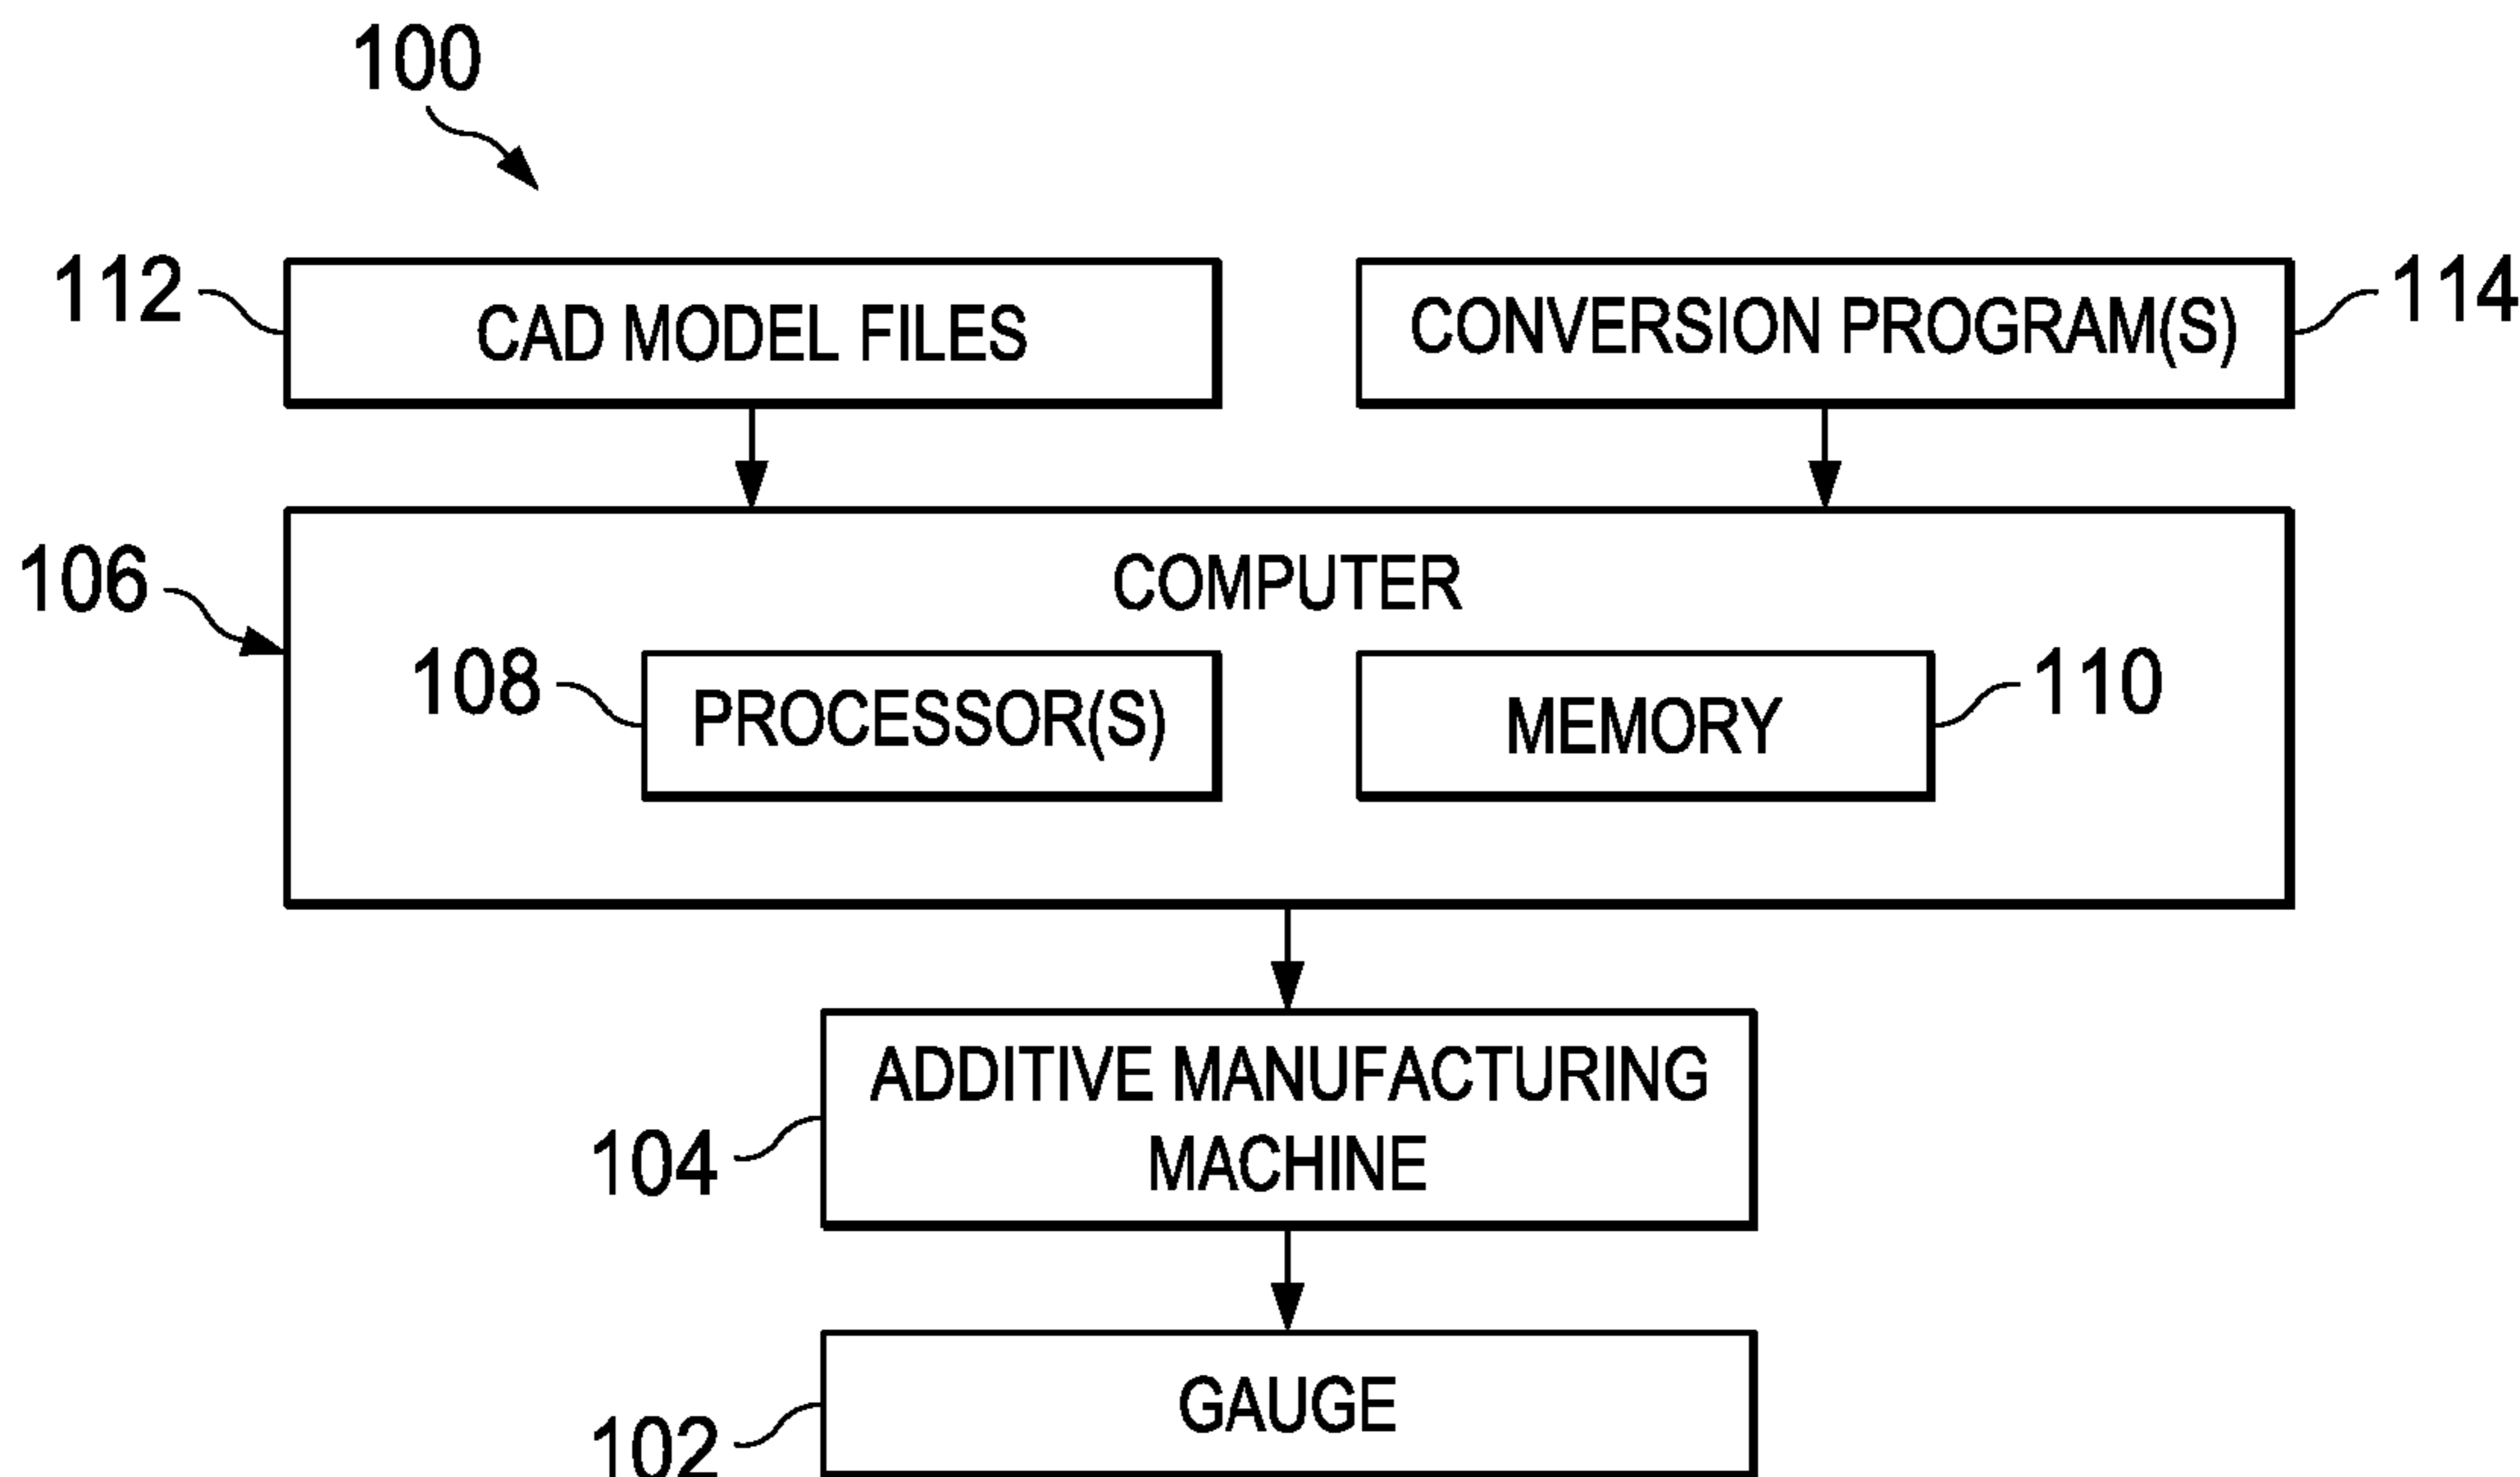 100
112
CAD MODEL FILES
CONVERSION PROGRAM(S)
114
106
COMPUTER
108
PROCESSOR(S)
MEMORY
110
ADDITIVE MANUFACTURING
MACHINE
104
GAUGE
102